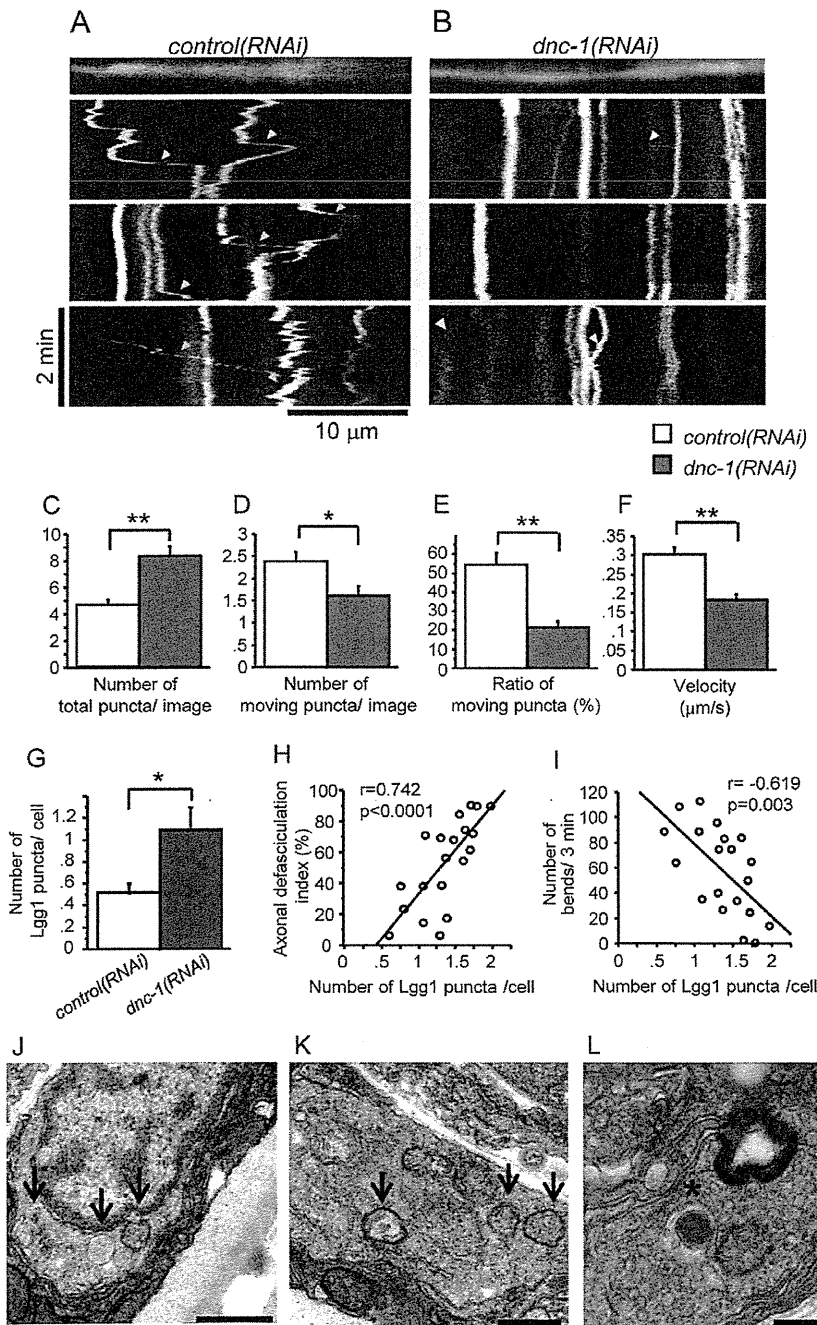 A
control(RNAi)
B
dnc-1(RNAi)
2 min
10 μm
control(RNAi)
dnc-1(RNAi)
C
**
10
8
6
4
2
0
Number of
total puncta/ image
D
*
2.5
2
1.5
1
.5
0
Number of
moving puncta/ image
E
**
60
50
40
30
20
10
0
Ratio of
moving puncta (%)
F
**
.35
.3
.25
.2
.15
.1
.05
0
Velocity
(μm/s)
G
*
Number of
Lgg1 puncta/ cell
1.2
1
.8
.6
.4
.2
0
control(RNAi)
dnc-1(RNAi)
H
r=0.742
p<0.0001
Axonal defasciculation
index (%)
100
80
60
40
20
0
0 .5 1 1.5 2
Number of Lgg1 puncta /cell
I
r= -0.619
p=0.003
Number of
bends/ 3 min
120
100
80
60
40
20
0
0 .5 1 1.5 2
Number of Lgg1 puncta /cell
J
K
L
*